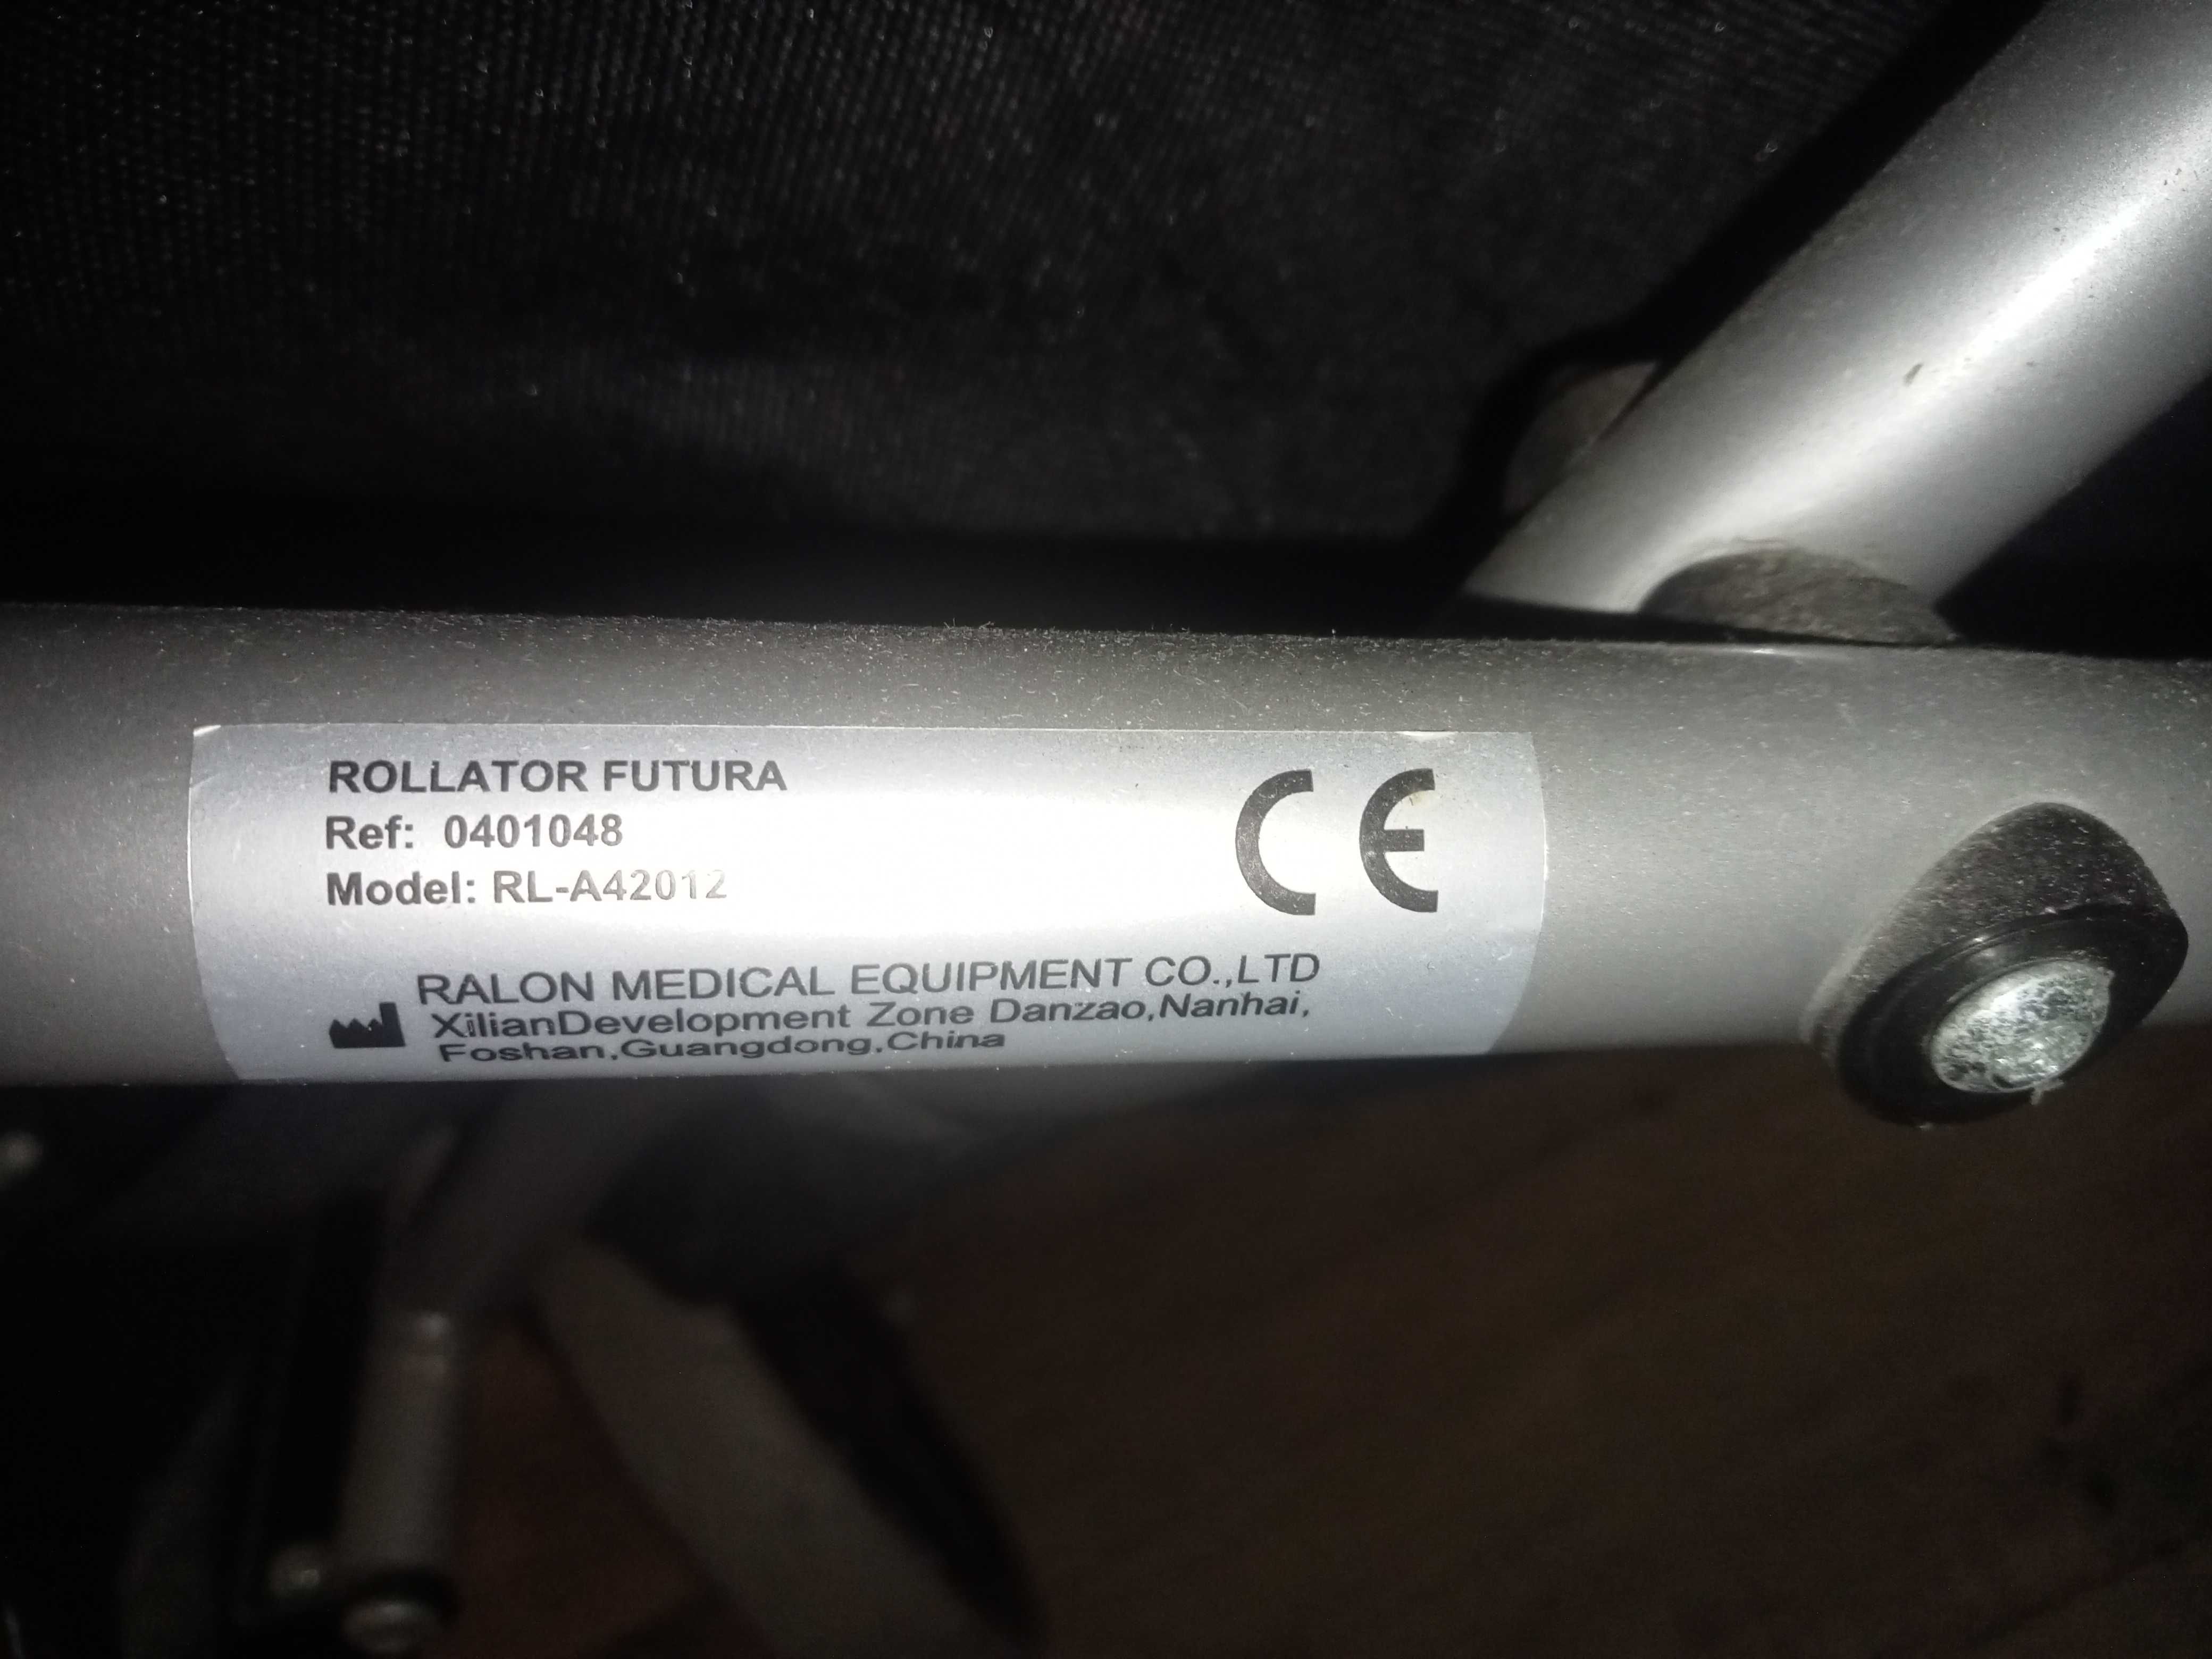 ROLLATOR FUTURA
Ref: 0401048
Model: RL-A42012
CE
RALON MEDICAL EQUIPMENT CO.,LTD
XilianDevelopment Zone Danzao,Nanhai,
Foshan,Guangdong,China